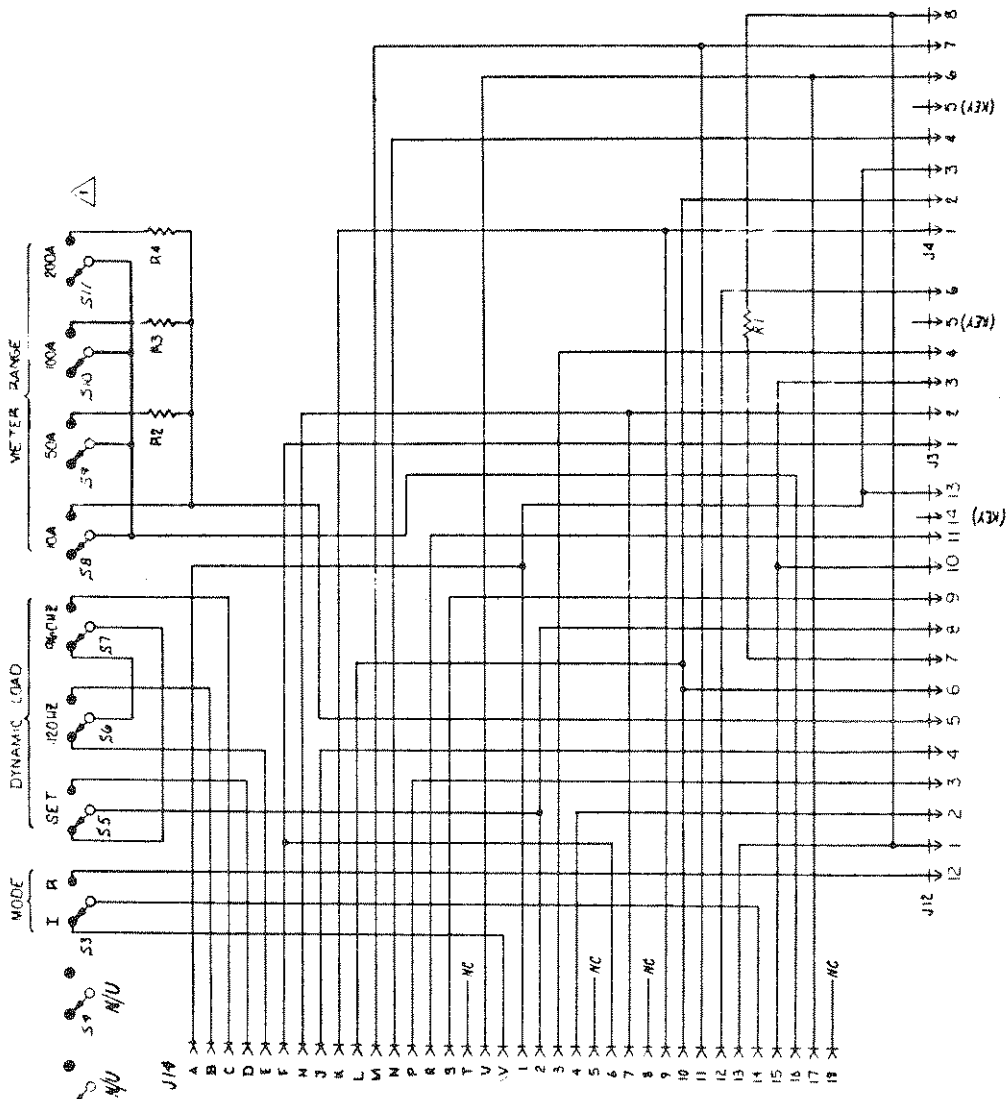 METER RANGE
DYNAMIC LOAD
MODE
I R
SET
120HZ
960HZ
10A
50A
100A
200A
1
N/U
S4
N/U
S3
S5
S6
S7
S8
S9
S10
S11
R2
R3
R4
J14
A
B
C
D
E
F
H
J
K
L
M
N
P
R
S
T
U
V
1
2
3
4
5
6
7
8
9
10
11
12
13
14
15
16
17
18
NC
NC
NC
NC
R1
J12
12
1
2
3
4
5
6
7
8
9
10
11
14 (KEY)
13
J3
1
2
3
4
5 (KEY)
6
J4
1
2
3
4
5 (KEY)
6
7
8